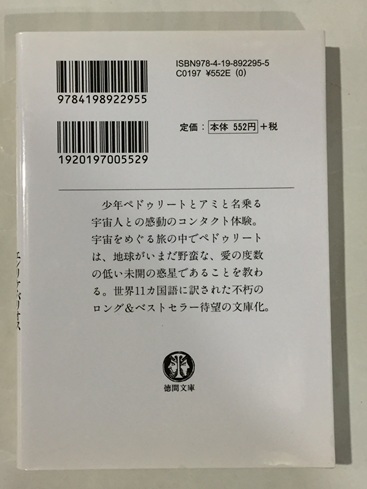 ISBN978-4-19-892295-5
C0197 ¥552E (0)
9784198922955
定価：本体 552円＋税
1920197005529
少年ペドゥリートとアミと名乗る
宇宙人との感動のコンタクト体験。
宇宙をめぐる旅の中でペドゥリート
は、地球がいまだ野蛮な、愛の度数
の低い未開の惑星であることを教わ
る。世界11カ国語に訳された不朽の
ロング&ベストセラー待望の文庫化。
徳間文庫